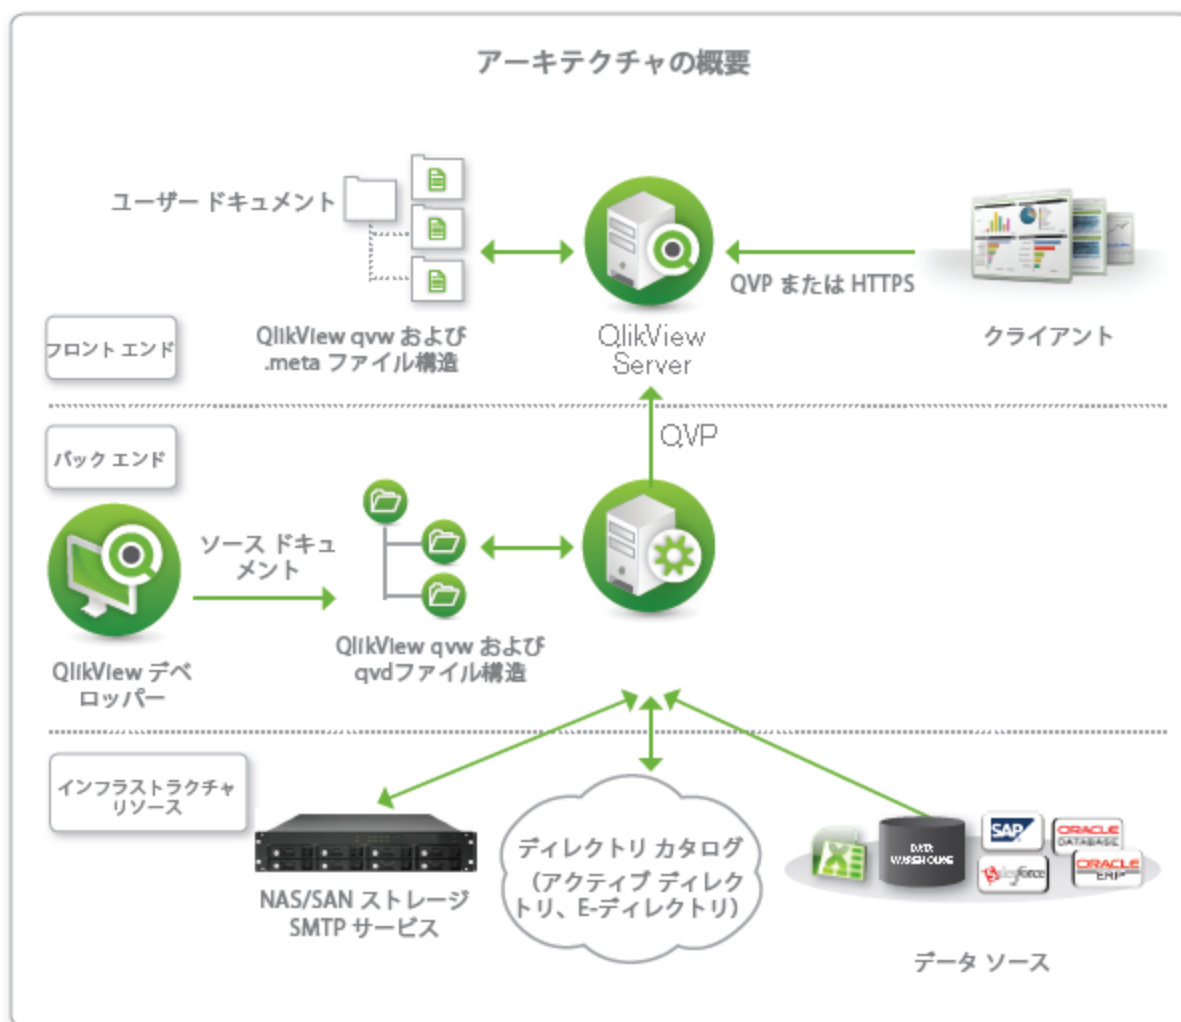 アーキテクチャの概要
ユーザー ドキュメント
QlikView qvw および
.meta ファイル構造
QlikView
Server
QVP または HTTPS
クライアント
フロント エンド
QVP
バック エンド
ソース ドキュ
メント
QlikView デベ
ロッパー
QlikView qvw および
qvdファイル構造
インフラストラクチャ
リソース
NAS/SAN ストレージ
SMTP サービス
ディレクトリ カタログ
（アクティブ ディレク
トリ、E-ディレクトリ）
DATA
WAREHOUSE
SAP
ORACLE
DATABASE
salesforce
ORACLE
ERP
データ ソース